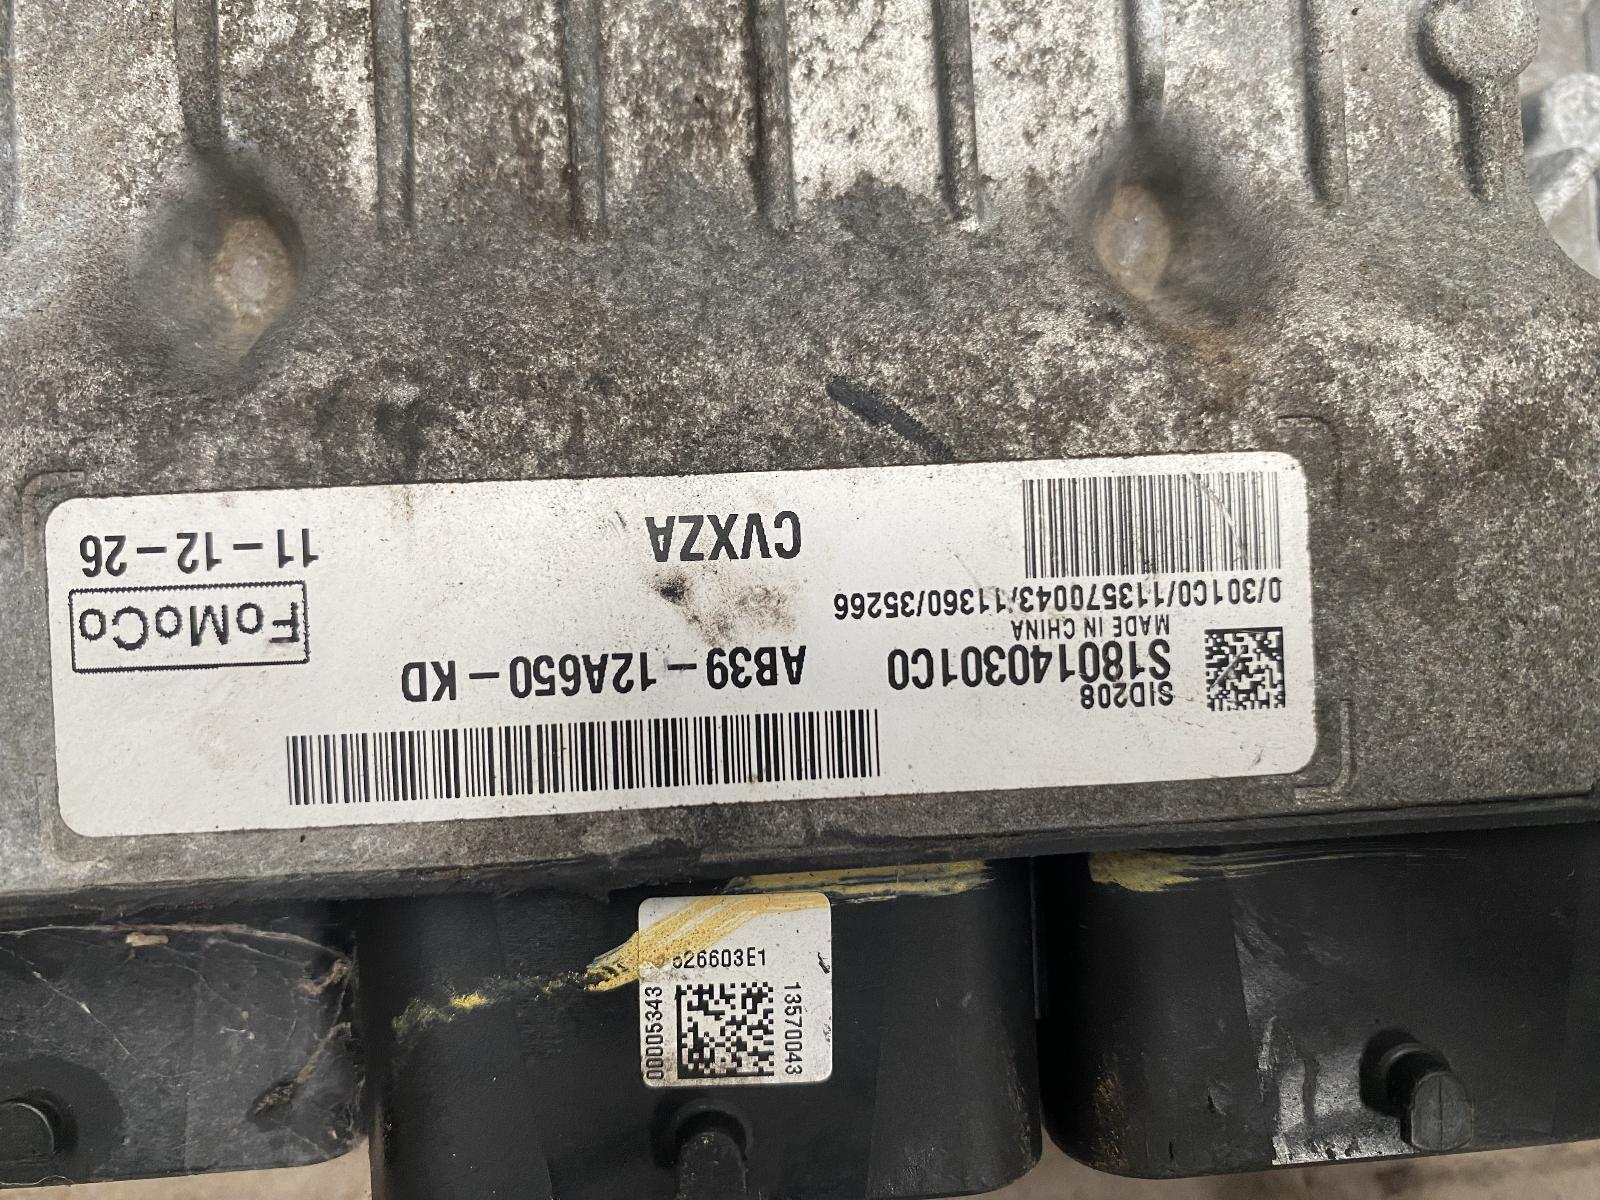 SID208
S180140301C0
MADE IN CHINA
0/301C0/113570043/11360/35266
AB39-12A650-KD
CVXZA
FoMoCo
11-12-26
13570043
00005343